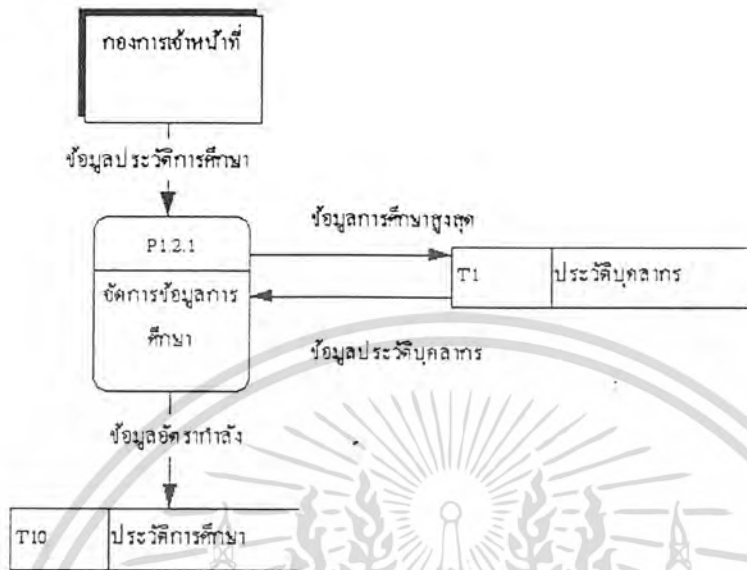 กองการเจ้าหน้าที่
ข้อมูลประวัติการศึกษา
P1.2.1
จัดการข้อมูลการ
ศึกษา
ข้อมูลการศึกษาสูงสุด
T1 ประวัติบุคลากร
ข้อมูลประวัติบุคลากร
ข้อมูลอัตรากำลัง
T10 ประวัติการศึกษา